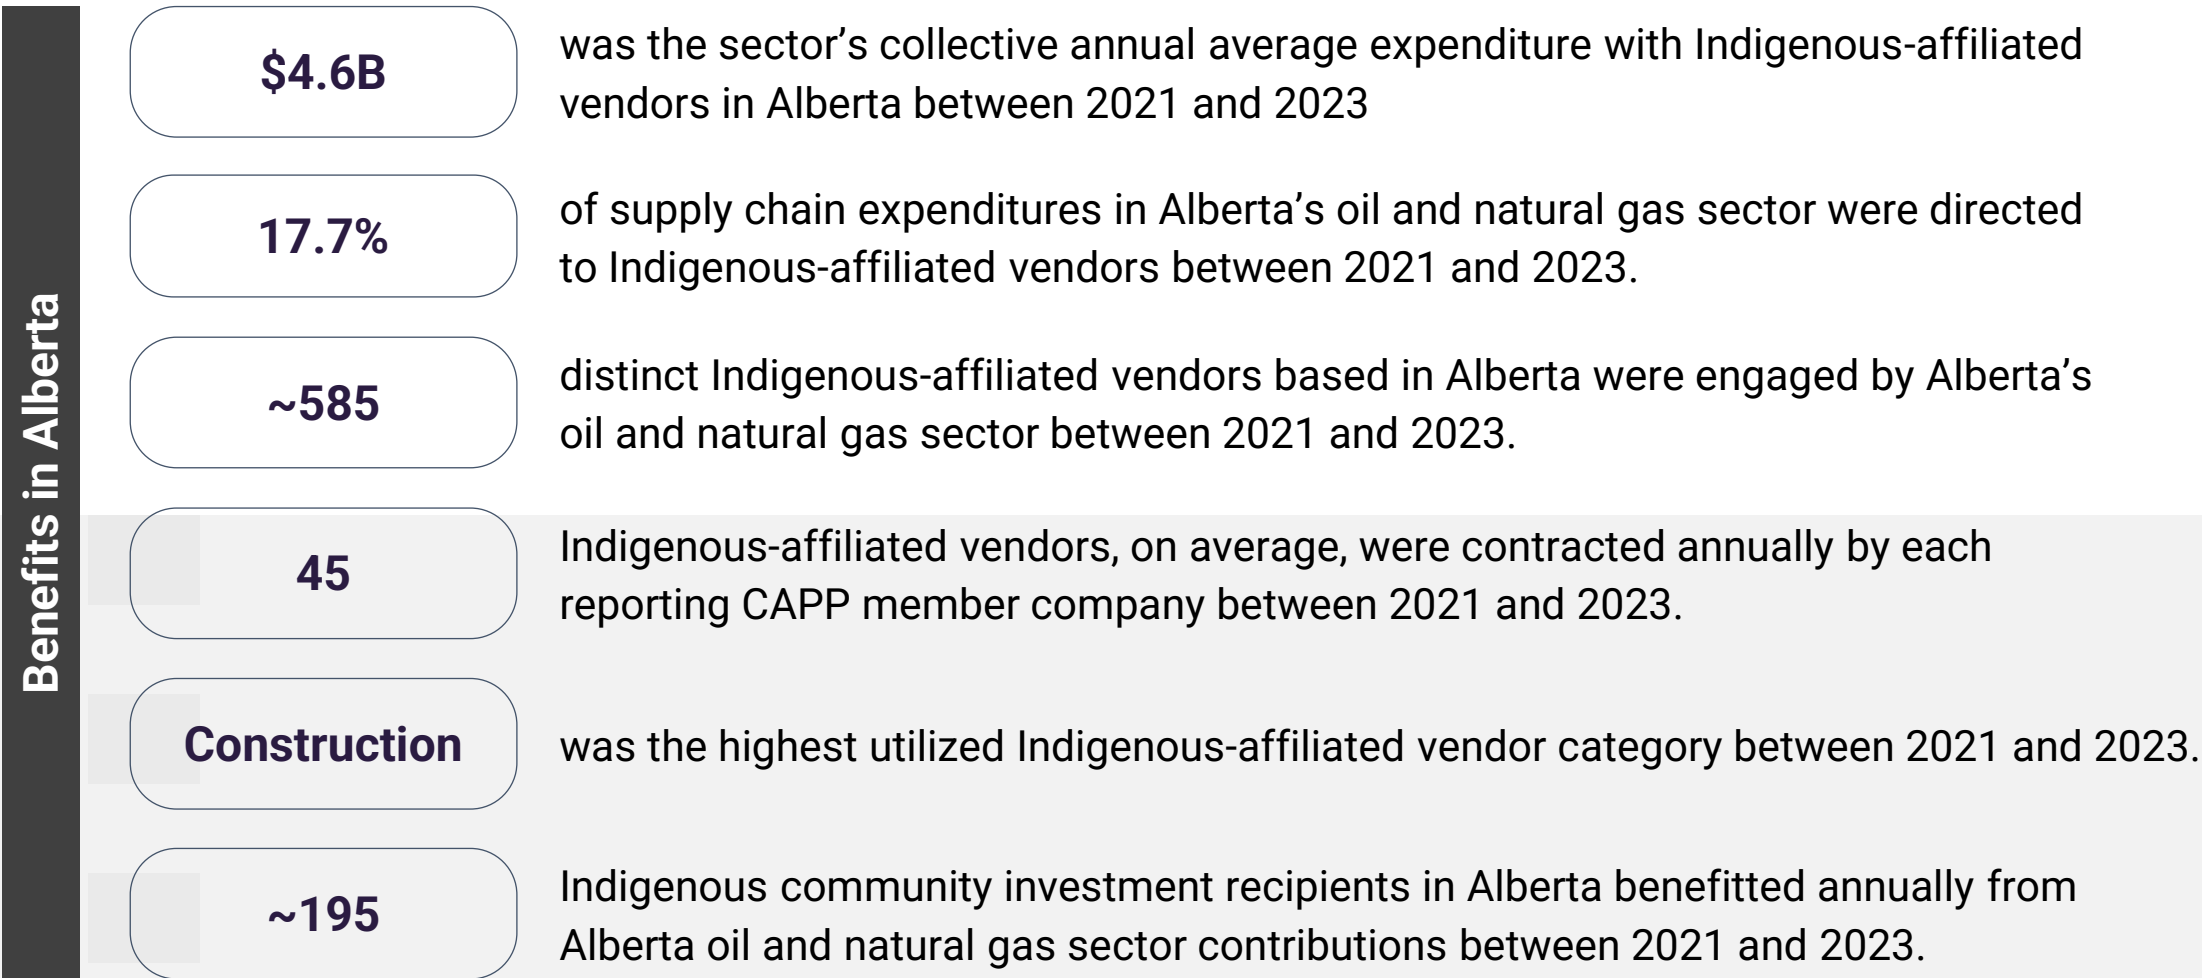 Benefits in Alberta
$4.6B
was the sector’s collective annual average expenditure with Indigenous-affiliated
vendors in Alberta between 2021 and 2023
17.7%
of supply chain expenditures in Alberta’s oil and natural gas sector were directed
to Indigenous-affiliated vendors between 2021 and 2023.
~585
distinct Indigenous-affiliated vendors based in Alberta were engaged by Alberta’s
oil and natural gas sector between 2021 and 2023.
45
Indigenous-affiliated vendors, on average, were contracted annually by each
reporting CAPP member company between 2021 and 2023.
Construction
was the highest utilized Indigenous-affiliated vendor category between 2021 and 2023.
~195
Indigenous community investment recipients in Alberta benefitted annually from
Alberta oil and natural gas sector contributions between 2021 and 2023.